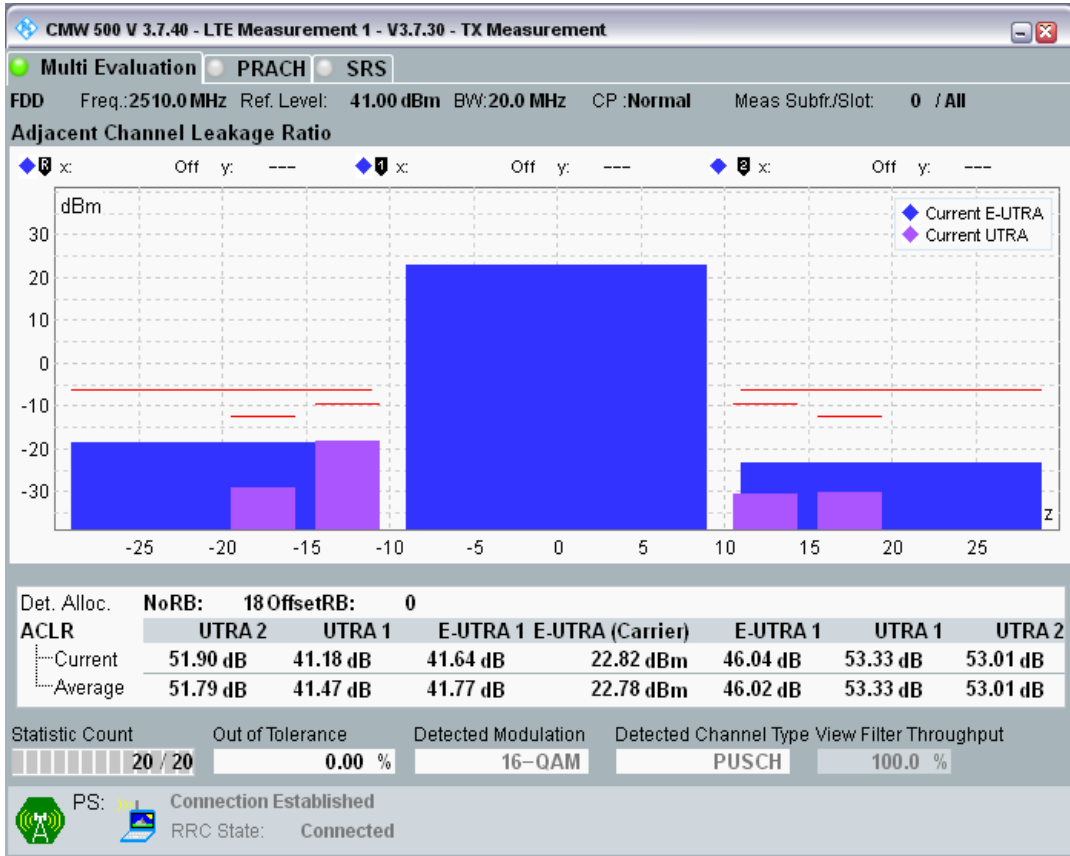 CMW 500 V 3.7.40 - LTE Measurement 1 - V3.7.30 - TX Measurement
Multi Evaluation PRACH SRS
FDD Freq.:2510.0 MHz Ref. Level: 41.00 dBm BW:20.0 MHz CP :Normal Meas Subfr./Slot: 0 / All
Adjacent Channel Leakage Ratio
R x: Off y: --- 1 x: Off y: --- 2 x: Off y: ---
dBm
Current E-UTRA
Current UTRA
30
20
10
0
-10
-20
-30
z
-25 -20 -15 -10 -5 0 5 10 15 20 25
Det. Alloc. NoRB: 18 OffsetRB: 0
ACLR UTRA 2 UTRA 1 E-UTRA 1 E-UTRA (Carrier) E-UTRA 1 UTRA 1 UTRA 2
Current 51.90 dB 41.18 dB 41.64 dB 22.82 dBm 46.04 dB 53.33 dB 53.01 dB
Average 51.79 dB 41.47 dB 41.77 dB 22.78 dBm 46.02 dB 53.33 dB 53.01 dB
Statistic Count Out of Tolerance Detected Modulation Detected Channel Type View Filter Throughput
20 / 20 0.00 % 16-QAM PUSCH 100.0 %
PS: Connection Established
RRC State: Connected